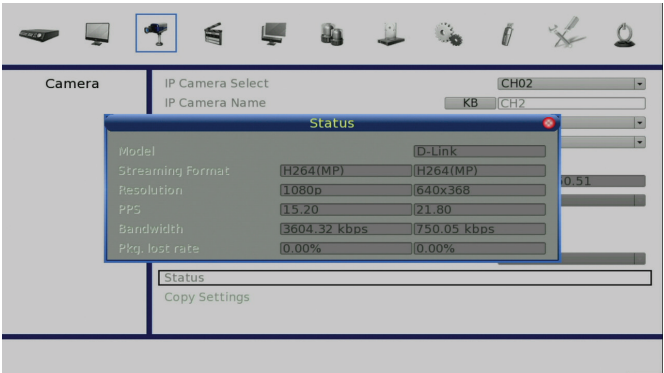 Camera
IP Camera Select CH02
IP Camera Name KB CH2
Status
Model D-Link
Streaming Format H264(MP) H264(MP)
Resolution 1080p 640x368
PPS 15.20 21.80
Bandwidth 3604.32 kbps 750.05 kbps
Pkg. lost rate 0.00% 0.00%
Status
Copy Settings